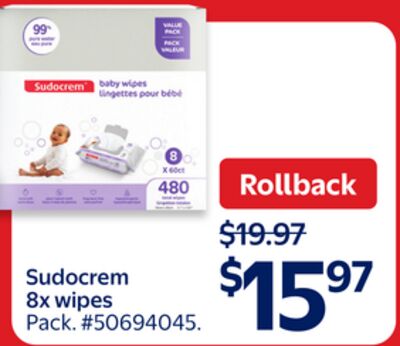 99%
pure water
eau pure
VALUE
PACK
PACK
VALEUR
Sudocrem
baby wipes
lingettes pour bébé
8
X 60ct
480
Rollback
$19.97
Sudocrem
8x wipes
Pack. #50694045.
$15 97